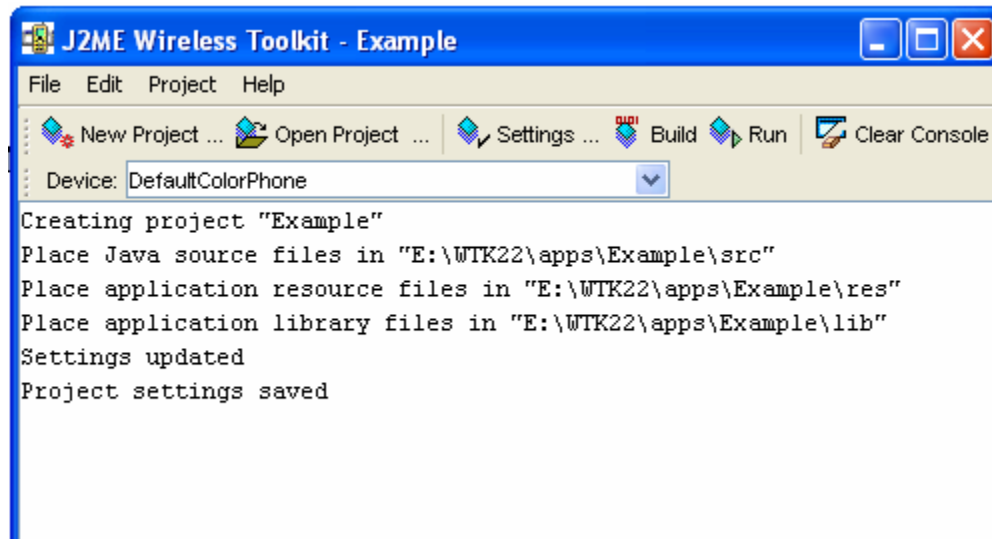 J2ME Wireless Toolkit - Example
File Edit Project Help
New Project ... Open Project ... Settings ... Build Run Clear Console
Device: DefaultColorPhone
Creating project "Example"
Place Java source files in "E:\WTK22\apps\Example\src"
Place application resource files in "E:\WTK22\apps\Example\res"
Place application library files in "E:\WTK22\apps\Example\lib"
Settings updated
Project settings saved